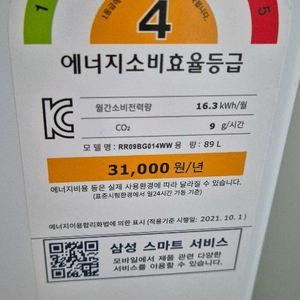 1
4
5
에너지소비효율등급
월간소비전력량 16.3 kWh/월
CO₂ 9 g/시간
모 델 명 : RR09BG014WW 용 량 : 89 L
31,000 원/년
에너지비용 등은 실제 사용환경에 따라 달라질 수 있습니다.
(표준시험환경에서 일24시간 가동 기준)
에너지이용합리화법에 의한 표시 (적용기준 시행일: 2021. 10. 1)
삼성 스마트 서비스
모바일에서 제품 관련 다양한
서비스를 이용할 수 있습니다.